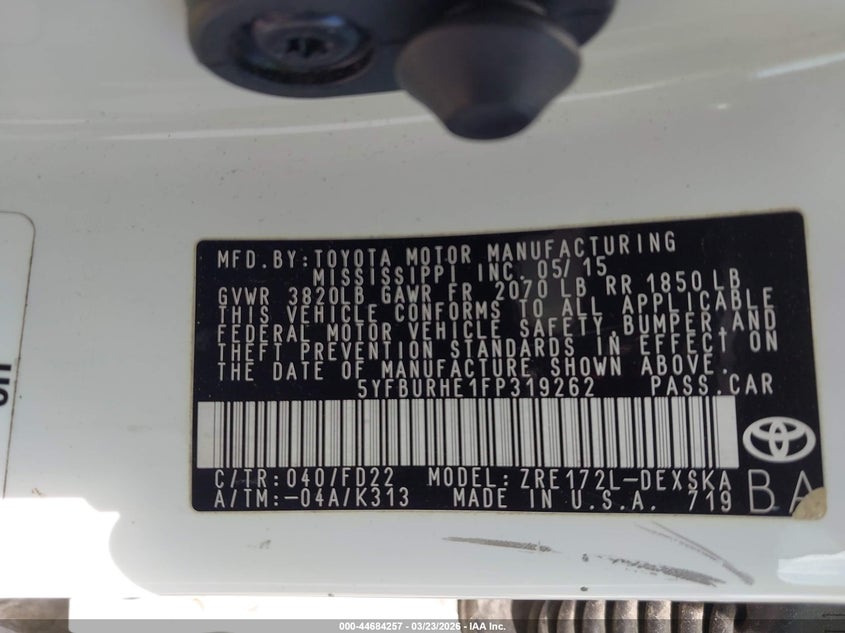 MFD.BY:TOYOTA MOTOR MANUFACTURING
MISSISSIPPI INC. 05/15
GVWR 3820LB GAWR FR 2070 LB RR 1850 LB
THIS VEHICLE CONFORMS TO ALL APPLICABLE
FEDERAL MOTOR VEHICLE SAFETY, BUMPER, AND
THEFT PREVENTION STANDARDS IN EFFECT ON
THE DATE OF MANUFACTURE SHOWN ABOVE.
5YFBURHE1FP319262 PASS.CAR
C/TR:040/FD22 MODEL:ZRE172L-DEXSKA
A/TM:-04A/K313 MADE IN U.S.A. 719
BA
000-44684257 - 03/23/2026 - IAA Inc.